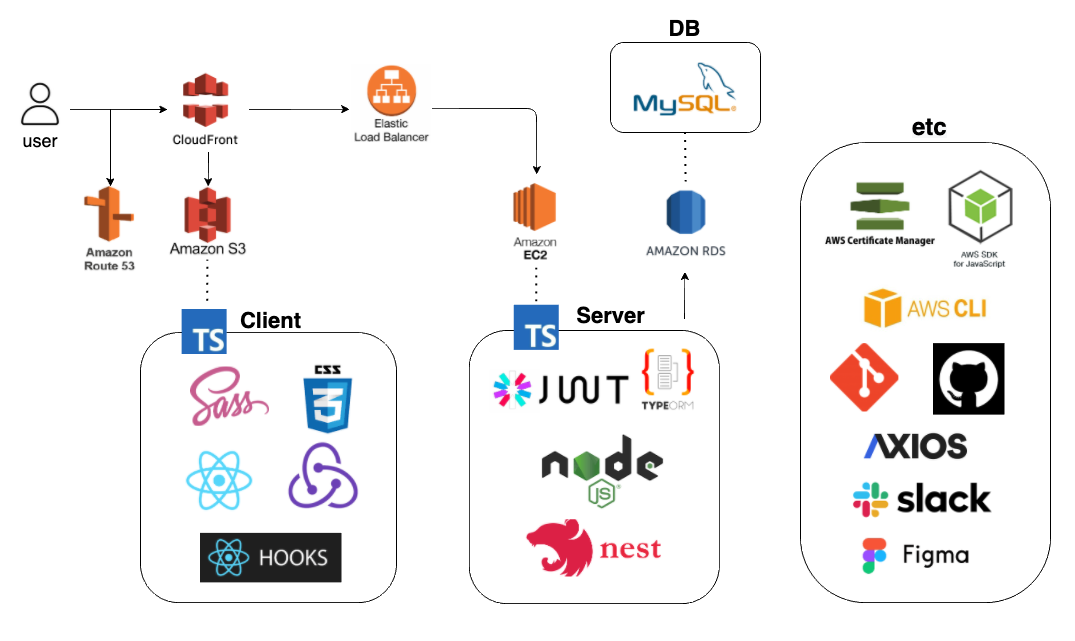 DB
MySQL®
user
CloudFront
Elastic
Load Balancer
etc
Amazon
Route 53
Amazon S3
Amazon
EC2
AMAZON RDS
AWS Certificate Manager
AWS SDK
for JavaScript
AWS CLI
TS
Client
TS
Server
Sass
CSS
3
JWT
{ }
TYPEORM
AXIOS
node
JS®
slack
HOOKS
nest
Figma